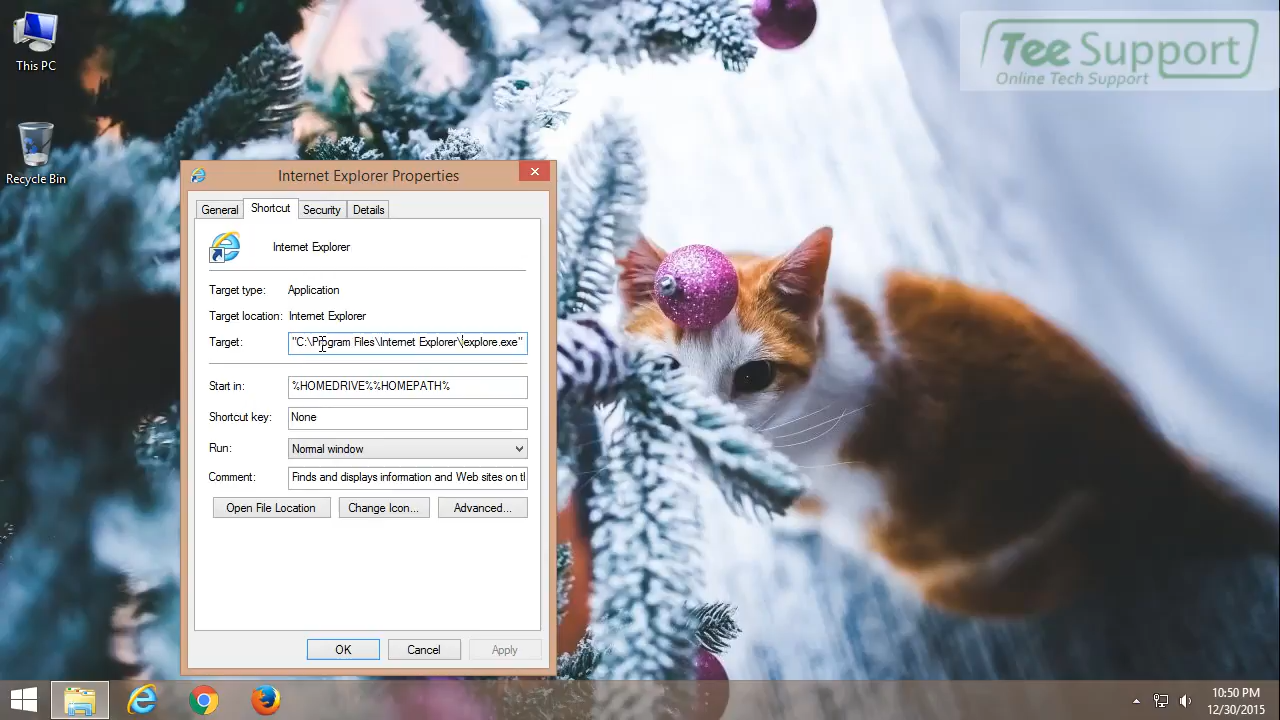 This PC
Recycle Bin
Tee Support
Online Tech Support
Internet Explorer Properties
General
Shortcut
Security
Details
Internet Explorer
Target type:
Application
Target location:
Internet Explorer
Target:
"C:\Program Files\Internet Explorer\iexplore.exe"
Start in:
%HOMEDRIVE%%HOMEPATH%
Shortcut key:
None
Run:
Normal window
Comment:
Finds and displays information and Web sites on
Open File Location
Change Icon...
Advanced...
OK
Cancel
Apply
10:50 PM
12/30/2015